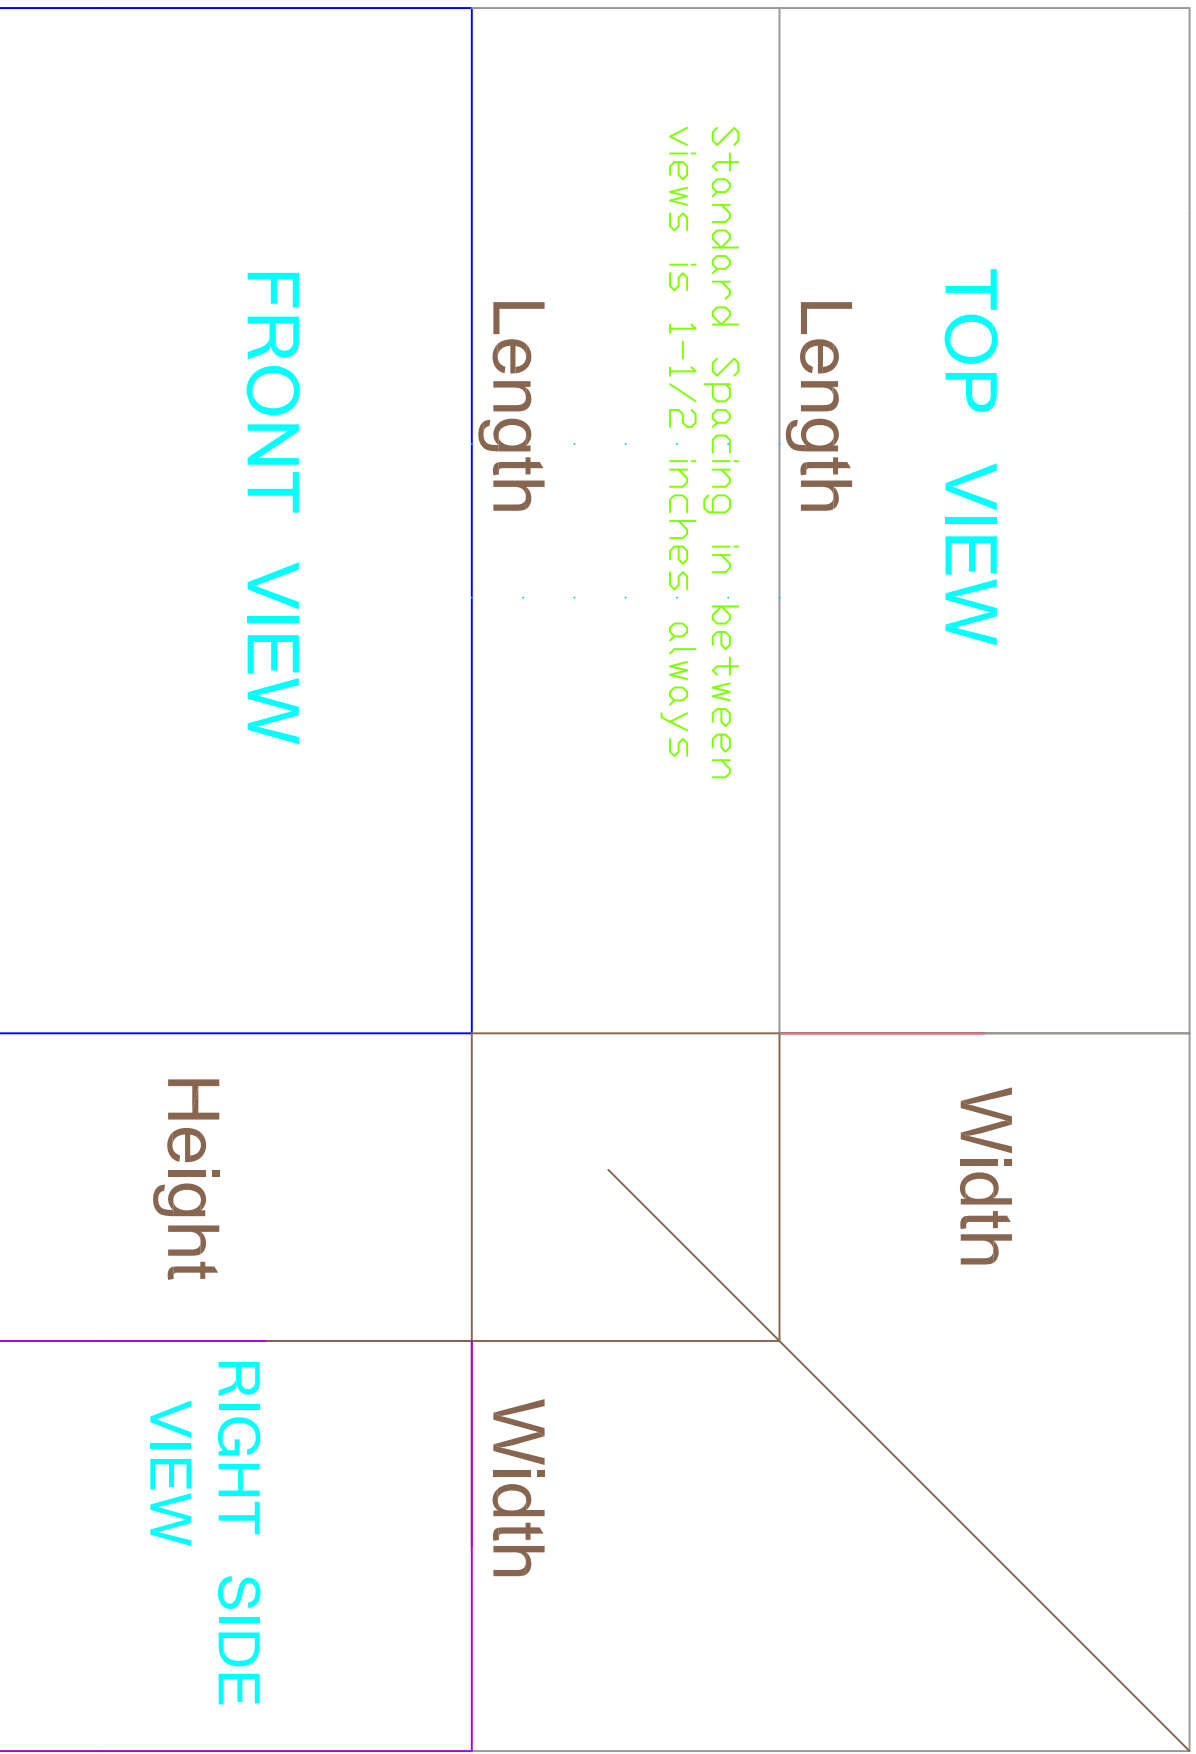 TOP VIEW
Width
Length
Standard Spacing in between
views is 1-1/2 inches always
Length
Width
FRONT VIEW
Height
RIGHT SIDE
VIEW